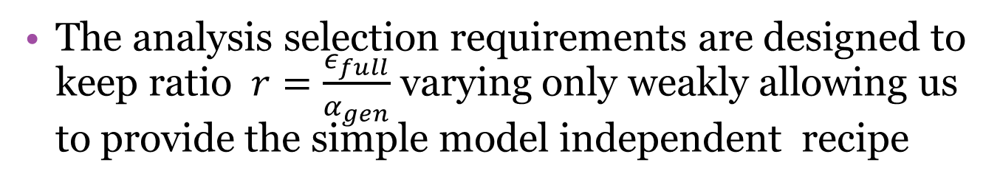 • The analysis selection requirements are designed to
keep ratio r = ϵ_full/α_gen varying only weakly allowing us
to provide the simple model independent recipe